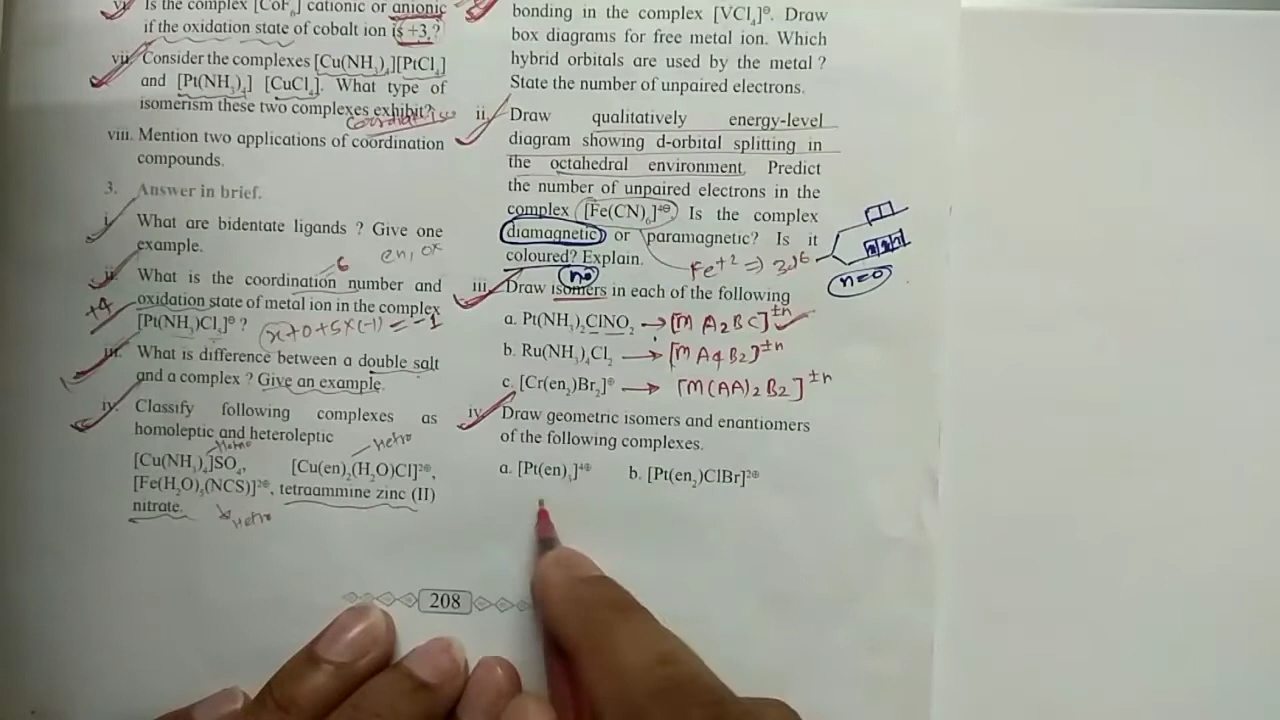 vi. Is the complex [CoF₆] cationic or anionic
if the oxidation state of cobalt ion is +3.?
vii. Consider the complexes [Cu(NH₃)₄][PtCl₄]
and [Pt(NH₃)₄] [CuCl₄]. What type of
isomerism these two complexes exhibit?
viii. Mention two applications of coordination
compounds.
3. Answer in brief.
i. What are bidentate ligands ? Give one
example.
en, ox
ii. What is the coordination number and
6
+4
oxidation state of metal ion in the complex
[Pt(NH₃)Cl₅]⊖ ?
x+0+5×(-1) = -1
iii. What is difference between a double salt
and a complex ? Give an example.
iv. Classify following complexes as
homoleptic and heteroleptic
Homo
Hetro
[Cu(NH₃)₄]SO₄, [Cu(en)₂(H₂O)Cl]²⊕,
[Fe(H₂O)₅(NCS)]²⊕, tetraammine zinc (II)
nitrate.
Hetro
bonding in the complex [VCl₄]⊖. Draw
box diagrams for free metal ion. Which
hybrid orbitals are used by the metal ?
State the number of unpaired electrons.
ii. Draw qualitatively energy-level
diagram showing d-orbital splitting in
the octahedral environment. Predict
the number of unpaired electrons in the
complex [Fe(CN)₆]⁴⊖. Is the complex
diamagnetic or paramagnetic? Is it
coloured? Explain.
no
Fe+2 ⇒ 3d6
n=0
iii. Draw isomers in each of the following
a. Pt(NH₃)₂ClNO₂ → [M A₂BC]±n
b. Ru(NH₃)₄Cl₂ → [M A₄B₂]±n
c. [Cr(en₂)Br₂]⊕ → [M(AA)₂B₂]±n
iv. Draw geometric isomers and enantiomers
of the following complexes.
a. [Pt(en)₃]⁴⊕ b. [Pt(en₂)ClBr]²⊕
208